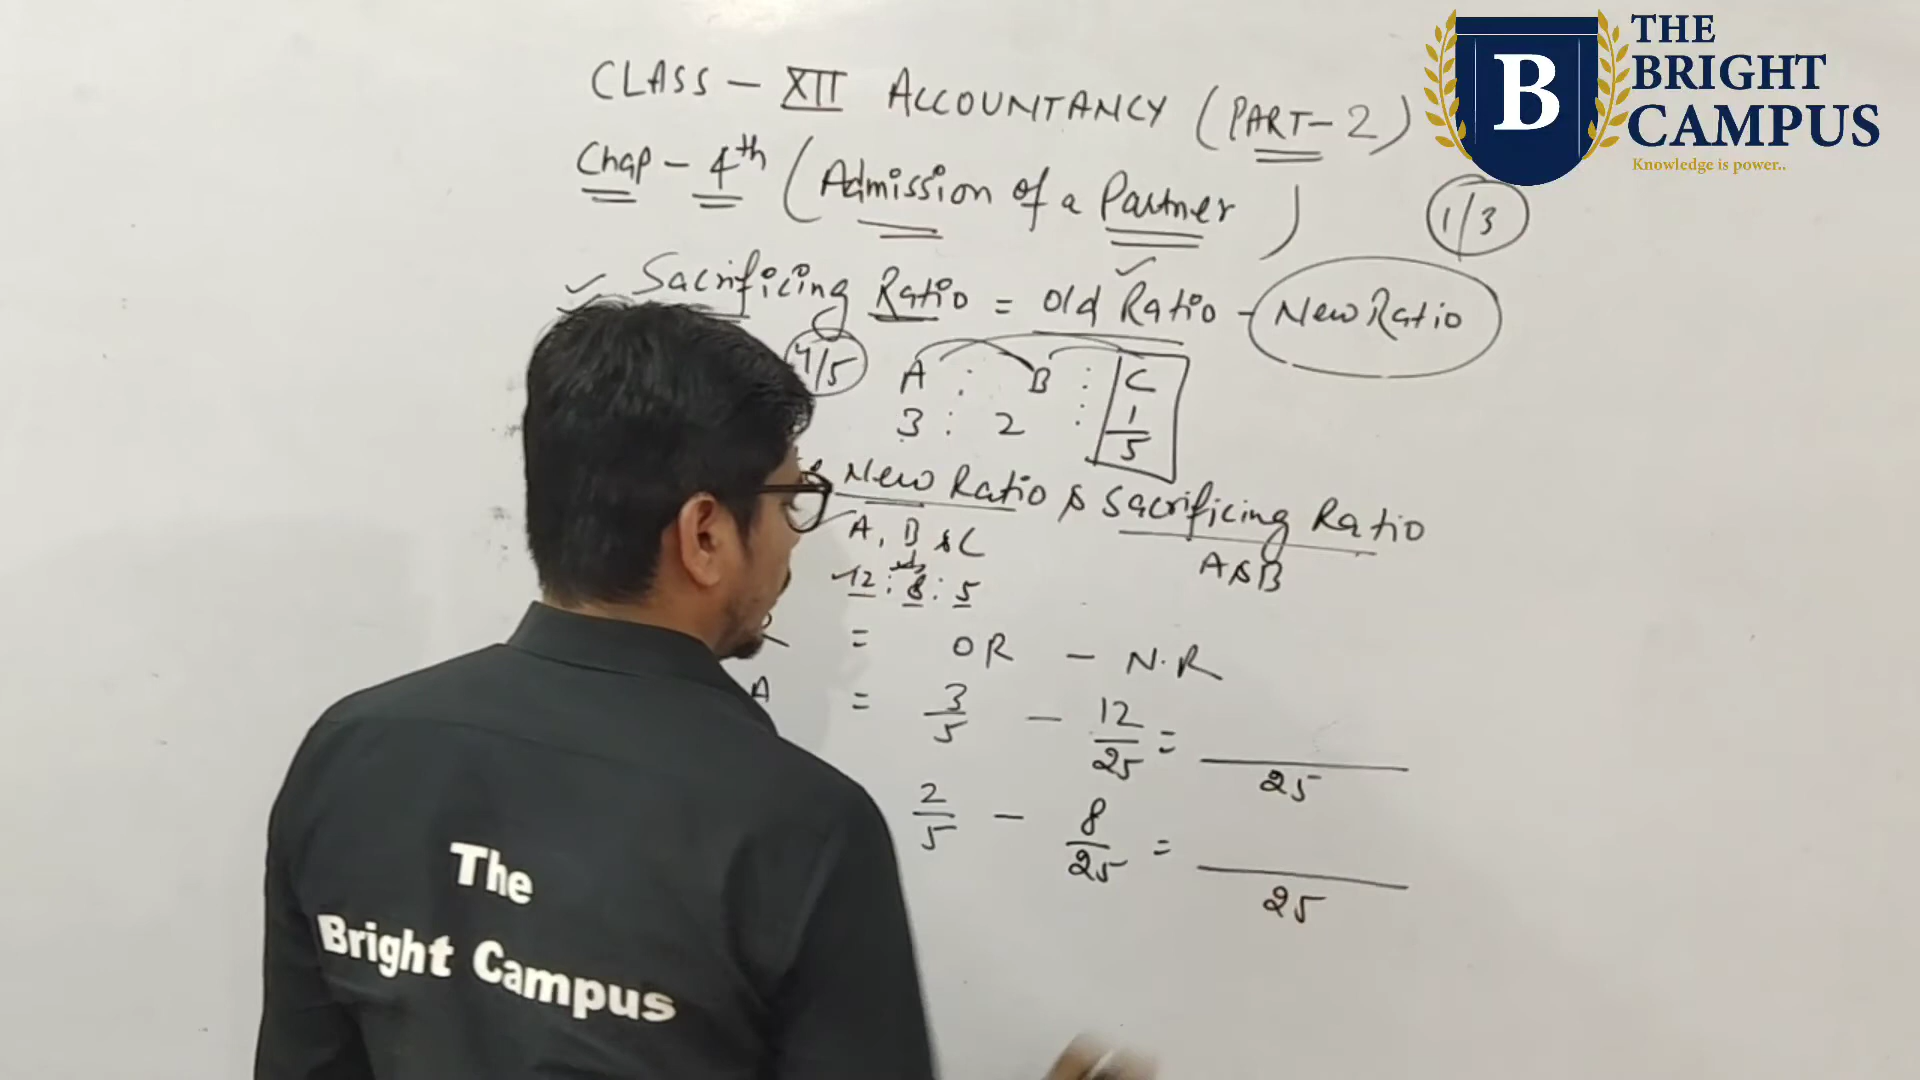 THE
BRIGHT
CAMPUS
Knowledge is power..
B
CLASS - XII ACCOUNTANCY (PART-2)
Chap - 4th (Admission of a Partner)
1/3
Sacrificing Ratio = Old Ratio - New Ratio
4/5 A : B : C
3 : 2 : 1/5
New Ratio & Sacrificing Ratio
A, B & C
A & B
12 : 8 : 5
= OR - N.R
A = 3/5 - 12/25 = /25
2/5 - 8/25 = /25
The
Bright Campus